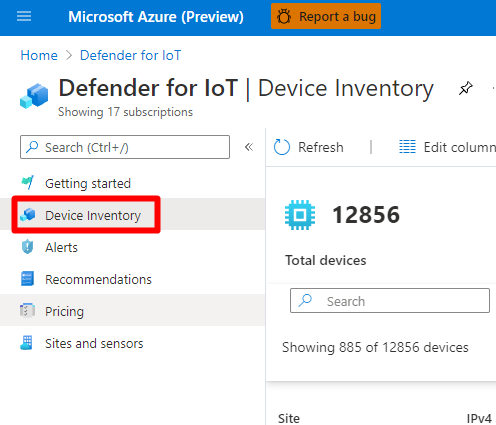 Microsoft Azure (Preview) Report a bug
Home > Defender for IoT >
Defender for IoT | Device Inventory
Showing 17 subscriptions
Search (Ctrl+/) «
Getting started
Device Inventory
Alerts
Recommendations
Pricing
Sites and sensors
Refresh | Edit column
12856
Total devices
Search
Showing 885 of 12856 devices
Site IPv4